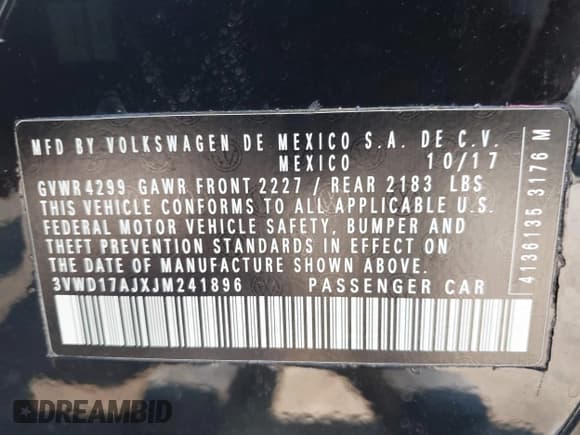 MFD BY VOLKSWAGEN DE MEXICO S.A. DE C.V.
MEXICO 10/17
GVWR 4299 GAWR FRONT 2227 / REAR 2183 LBS
THIS VEHICLE CONFORMS TO ALL APPLICABLE U.S.
FEDERAL MOTOR VEHICLE SAFETY, BUMPER AND
THEFT PREVENTION STANDARDS IN EFFECT ON
THE DATE OF MANUFACTURE SHOWN ABOVE.
3VWD17AJXJM241896 PASSENGER CAR
4136135 3176 M
DREAMBID